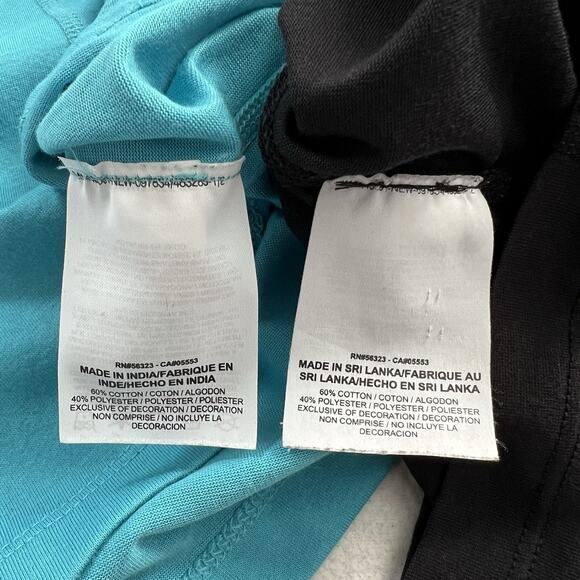 RN#56323 - CA#05553
MADE IN INDIA/FABRIQUE EN
INDE/HECHO EN INDIA
60% COTTON / COTON / ALGODON
40% POLYESTER / POLYESTER / POLIESTER
EXCLUSIVE OF DECORATION / DECORATION
NON COMPRISE / NO INCLUYE LA
DECORACION
RN#56323 - CA#05553
MADE IN SRI LANKA/FABRIQUE AU
SRI LANKA/HECHO EN SRI LANKA
60% COTTON / COTON / ALGODON
40% POLYESTER / POLYESTER / POLIESTER
EXCLUSIVE OF DECORATION / DECORATION
NON COMPRISE / NO INCLUYE LA
DECORACION